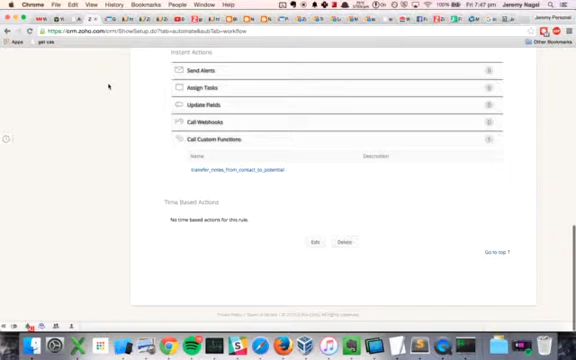 Chrome File Edit View History Bookmarks People Window Help 100% Fri 7:47 pm Jeremy Nagel
Jeremy Personal
https://crm.zoho.com/crm/ShowSetup.do?tab=automate&subTab=workflow
Apps gst css Other Bookmarks
Instant Actions
Send Alerts
Assign Tasks
Update Fields
Call Webhooks
Call Custom Functions
Name Description
transfer_notes_from_contact_to_potential
Time Based Actions
No time based actions for this rule.
Edit Delete
Go to top